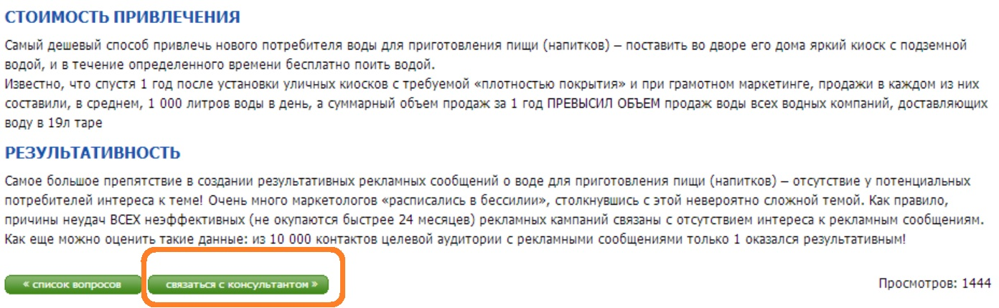 СТОИМОСТЬ ПРИВЛЕЧЕНИЯ
Самый дешевый способ привлечь нового потребителя воды для приготовления пищи (напитков) – поставить во дворе его дома яркий киоск с подземной
водой, и в течение определенного времени бесплатно поить водой.
Известно, что спустя 1 год после установки уличных киосков с требуемой «плотностью покрытия» и при грамотном маркетинге, продажи в каждом из них
составили, в среднем, 1 000 литров воды в день, а суммарный объем продаж за 1 год ПРЕВЫСИЛ ОБЪЕМ продаж воды всех водных компаний, доставляющих
воду в 19л таре
РЕЗУЛЬТАТИВНОСТЬ
Самое большое препятствие в создании результативных рекламных сообщений о воде для приготовления пищи (напитков) – отсутствие у потенциальных
потребителей интереса к теме! Очень много маркетологов «расписались в бессилии», столкнувшись с этой невероятно сложной темой. Как правило,
причины неудач ВСЕХ неэффективных (не окупаются быстрее 24 месяцев) рекламных кампаний связаны с отсутствием интереса к рекламным сообщениям.
Как еще можно оценить такие данные: из 10 000 контактов целевой аудитории с рекламными сообщениями только 1 оказался результативным!
« список вопросов связаться с консультантом » Просмотров: 1444